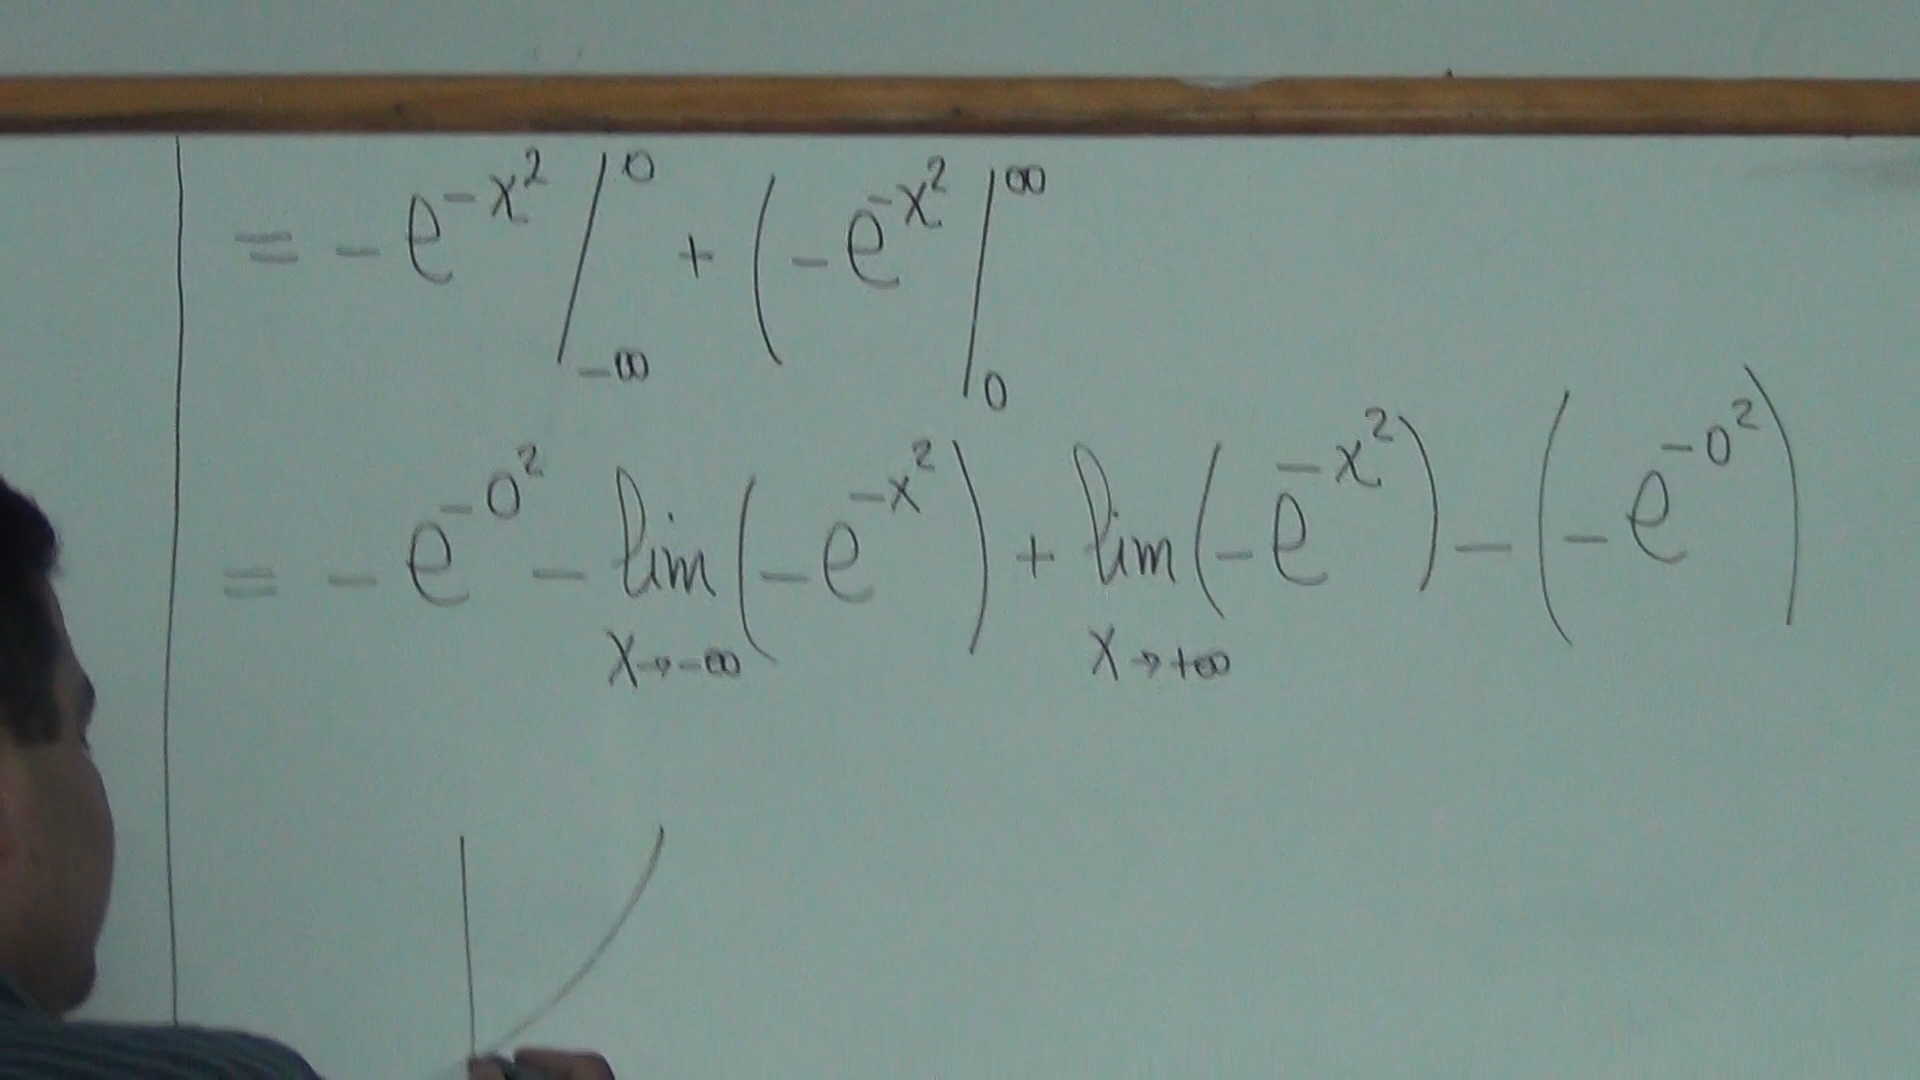 = -e^{-x^2} |_{-∞}^{0} + (-e^{-x^2} |_{0}^{∞}
= -e^{-0^2} - lim_{x→-∞} (-e^{-x^2}) + lim_{x→+∞} (-e^{-x^2}) - (-e^{-0^2})